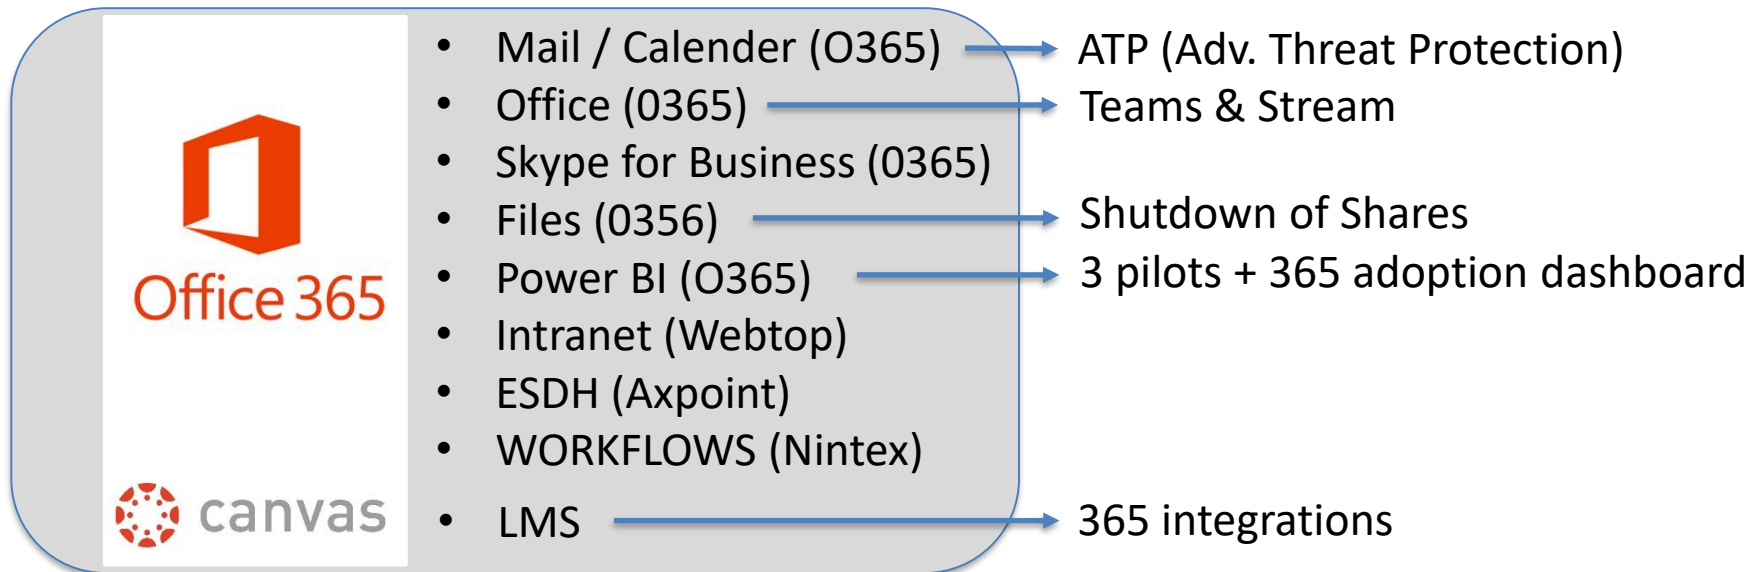 Office 365
canvas
• Mail / Calender (O365)
• Office (0365)
• Skype for Business (0365)
• Files (0356)
• Power BI (O365)
• Intranet (Webtop)
• ESDH (Axpoint)
• WORKFLOWS (Nintex)
• LMS
ATP (Adv. Threat Protection)
Teams & Stream
Shutdown of Shares
3 pilots + 365 adoption dashboard
365 integrations